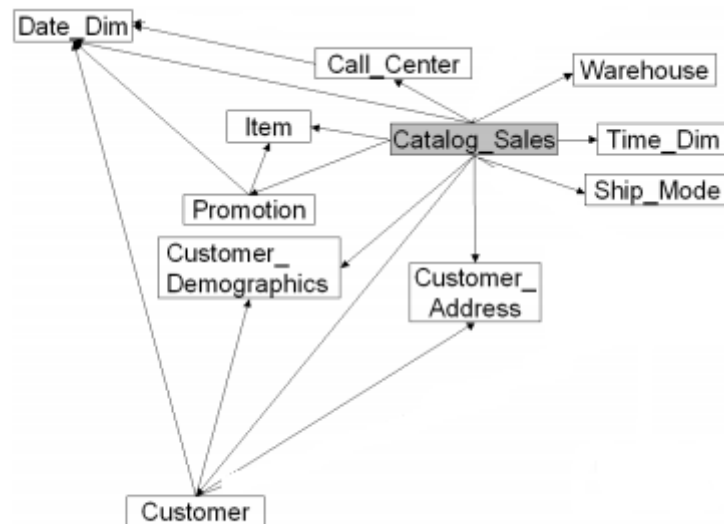 Date_Dim
Call_Center
Warehouse
Item
Catalog_Sales
Time_Dim
Promotion
Ship_Mode
Customer_
Demographics
Customer_
Address
Customer